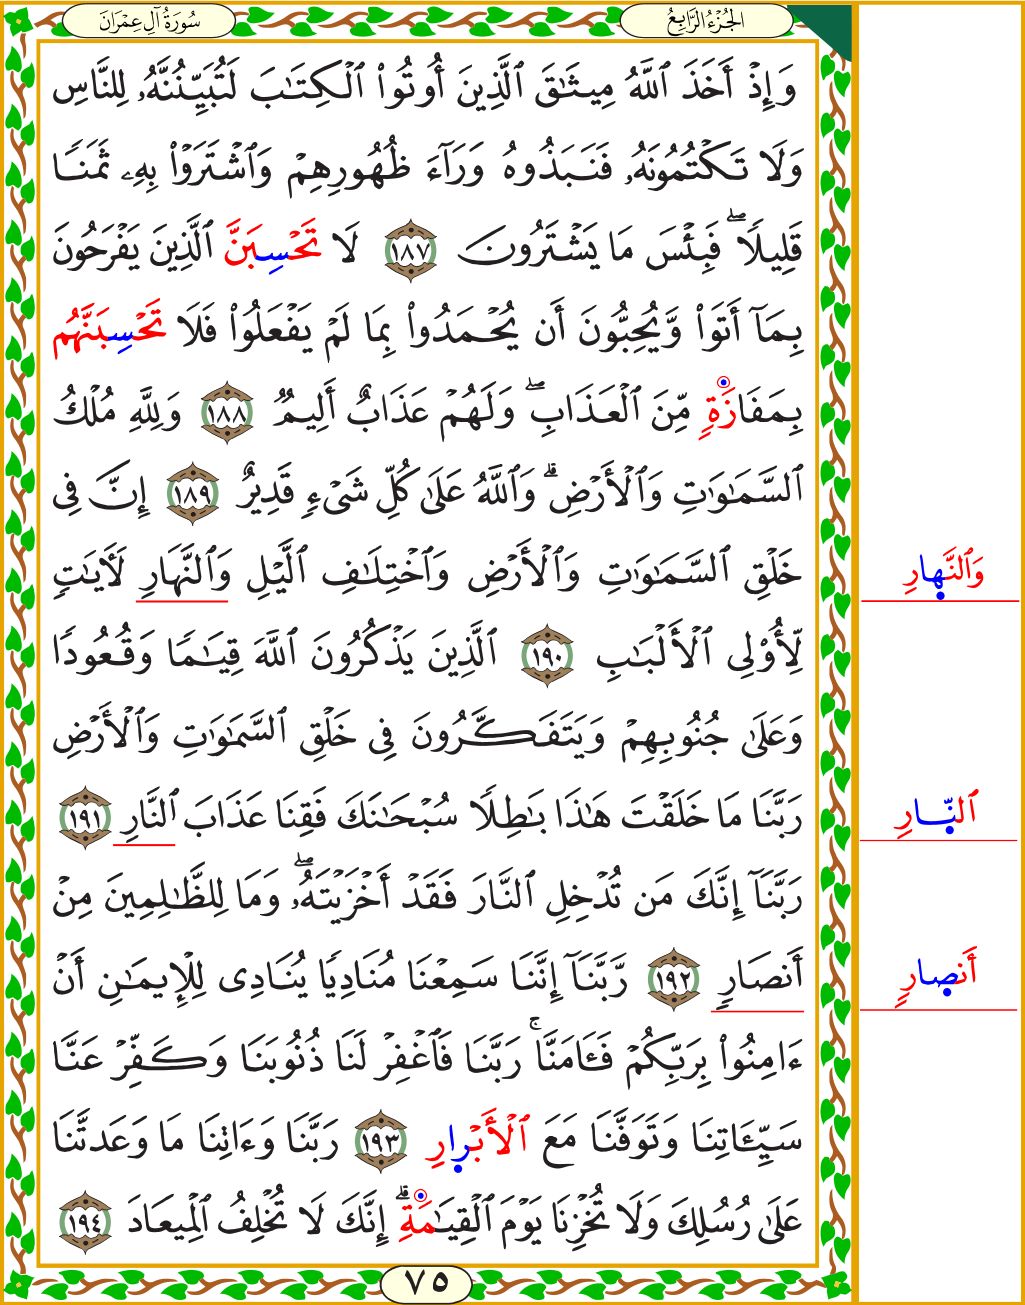 الجُزْءُ الرَّابِعُ
سُورَةُ آلِ عِمْرَانَ
وَإِذْ أَخَذَ ٱللَّهُ مِيثَٰقَ ٱلَّذِينَ أُوتُواْ ٱلْكِتَٰبَ لَتُبَيِّنُنَّهُۥ لِلنَّاسِ
وَلَا تَكْتُمُونَهُۥ فَنَبَذُوهُ وَرَآءَ ظُهُورِهِمْ وَٱشْتَرَوْاْ بِهِۦ ثَمَنٗا
قَلِيلٗاۖ فَبِئْسَ مَا يَشْتَرُونَ ١٨٧ لَا تَحْسِبَنَّ ٱلَّذِينَ يَفْرَحُونَ
بِمَآ أَتَواْ وَّيُحِبُّونَ أَن يُحْمَدُواْ بِمَا لَمْ يَفْعَلُواْ فَلَا تَحْسِبَنَّهُم
بِمَفَازَةٖ مِّنَ ٱلْعَذَابِۖ وَلَهُمْ عَذَابٌ أَلِيمٞ ١٨٨ وَلِلَّهِ مُلْكُ
ٱلسَّمَٰوَٰتِ وَٱلْأَرْضِۗ وَٱللَّهُ عَلَىٰ كُلِّ شَىْءٖ قَدِيرٌ ١٨٩ إِنَّ فِى
خَلْقِ ٱلسَّمَٰوَٰتِ وَٱلْأَرْضِ وَٱخْتِلَٰفِ ٱلَّيْلِ وَٱلنَّهَارِ لَأٓيَٰتٖ
وَٱلنَّهارِ
لِّأُوْلِى ٱلْأَلْبَٰبِ ١٩٠ ٱلَّذِينَ يَذْكُرُونَ ٱللَّهَ قِيَٰمٗا وَقُعُودٗا
وَعَلَىٰ جُنُوبِهِمْ وَيَتَفَكَّرُونَ فِى خَلْقِ ٱلسَّمَٰوَٰتِ وَٱلْأَرْضِ
رَبَّنَا مَا خَلَقْتَ هَٰذَا بَٰطِلٗا سُبْحَٰنَكَ فَقِنَا عَذَابَ ٱلنَّارِ ١٩١
ٱلنّارِ
رَبَّنَآ إِنَّكَ مَن تُدْخِلِ ٱلنَّارَ فَقَدْ أَخْزَيْتَهُۥۖ وَمَا لِلظَّٰلِمِينَ مِنْ
أَنصَارٖ ١٩٢ رَّبَّنَآ إِنَّنَا سَمِعْنَا مُنَادِيٗا يُنَادِى لِلْإِيمَٰنِ أَنْ
أَنصارٖ
ءَامِنُواْ بِرَبِّكُمْ فَـَٔامَنَّاۚ رَبَّنَا فَٱغْفِرْ لَنَا ذُنُوبَنَا وَكَفِّرْ عَنَّا
سَيِّـَٔاتِنَا وَتَوَفَّنَا مَعَ ٱلْأَبْرارِ ١٩٣ رَبَّنَا وَءَاتِنَا مَا وَعَدتَّنَا
عَلَىٰ رُسُلِكَ وَلَا تُخْزِنَا يَوْمَ ٱلْقِيَٰمَةِۗ إِنَّكَ لَا تُخْلِفُ ٱلْمِيعَادَ ١٩٤
٧٥